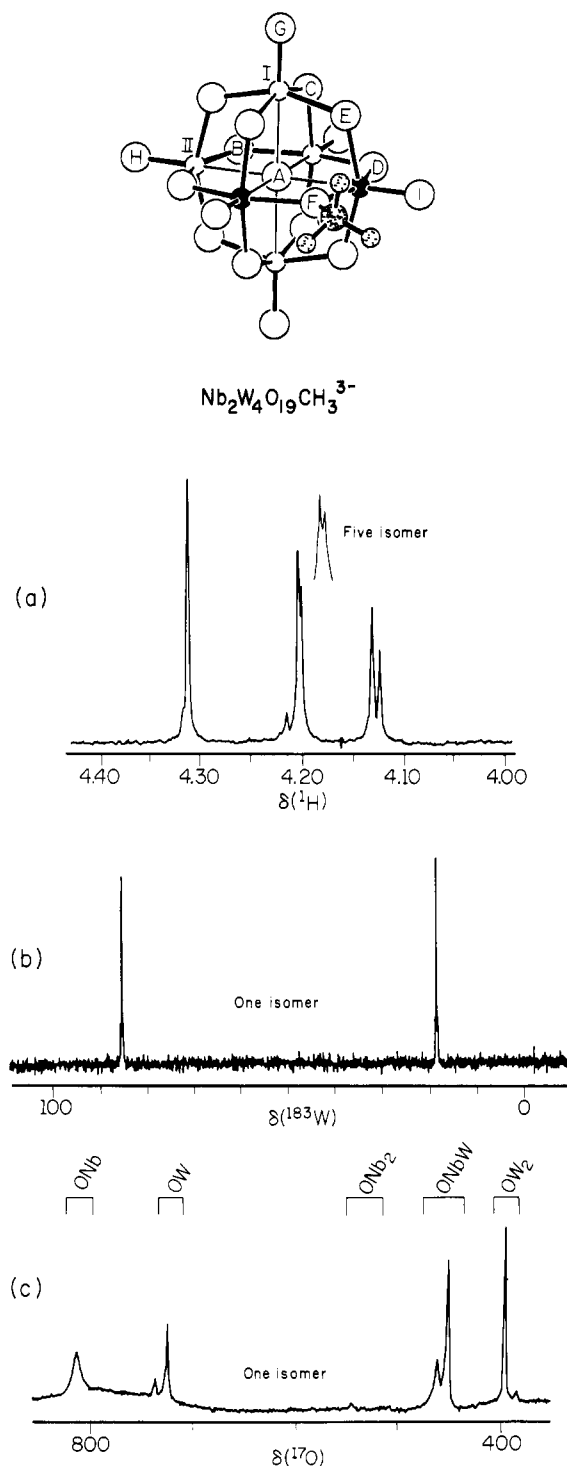 G
I
C
E
II
H
B
A
D
F
I
Nb2W4O19CH3^3-
(a)
Five isomer
4.40 4.30 4.20 4.10 4.00
δ(¹H)
(b)
One isomer
100 0
δ(¹⁸³W)
ONb OW ONb2 ONbW OW2
(c)
One isomer
800 400
δ(¹⁷O)